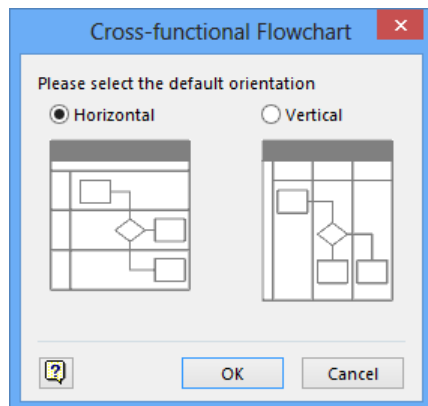 Cross-functional Flowchart
Please select the default orientation
Horizontal
Vertical
OK
Cancel